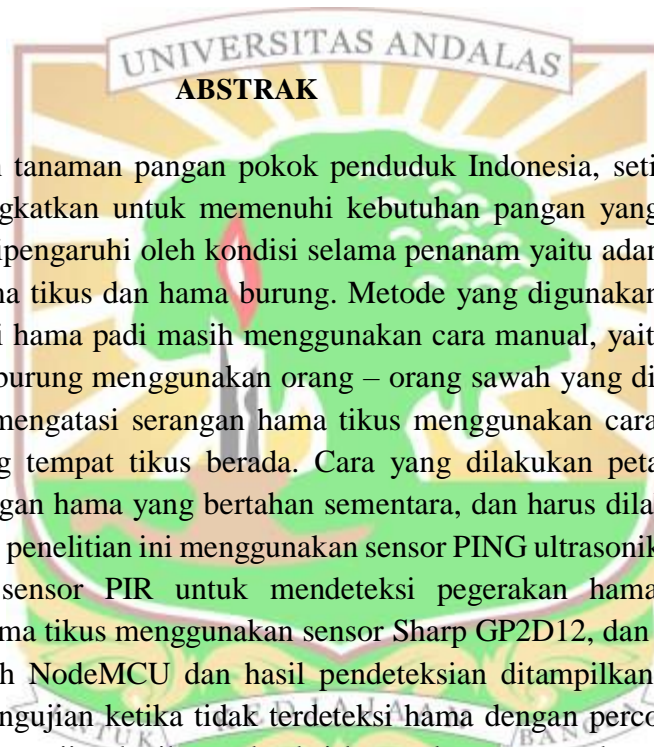 UNIVERSITAS ANDALAS
ABSTRAK
tanaman pangan pokok penduduk Indonesia, seti
gkatkan untuk memenuhi kebutuhan pangan yang
ipengaruhi oleh kondisi selama penanam yaitu adan
na tikus dan hama burung. Metode yang digunakan
i hama padi masih menggunakan cara manual, yait
burung menggunakan orang – orang sawah yang di
mengatasi serangan hama tikus menggunakan cara
g tempat tikus berada. Cara yang dilakukan peta
gan hama yang bertahan sementara, dan harus dila
penelitian ini menggunakan sensor PING ultrasonik
sensor PIR untuk mendeteksi pegerakan hama
ma tikus menggunakan sensor Sharp GP2D12, dan
h NodeMCU dan hasil pendeteksian ditampilkan
ngujian ketika tidak terdeteksi hama dengan perco